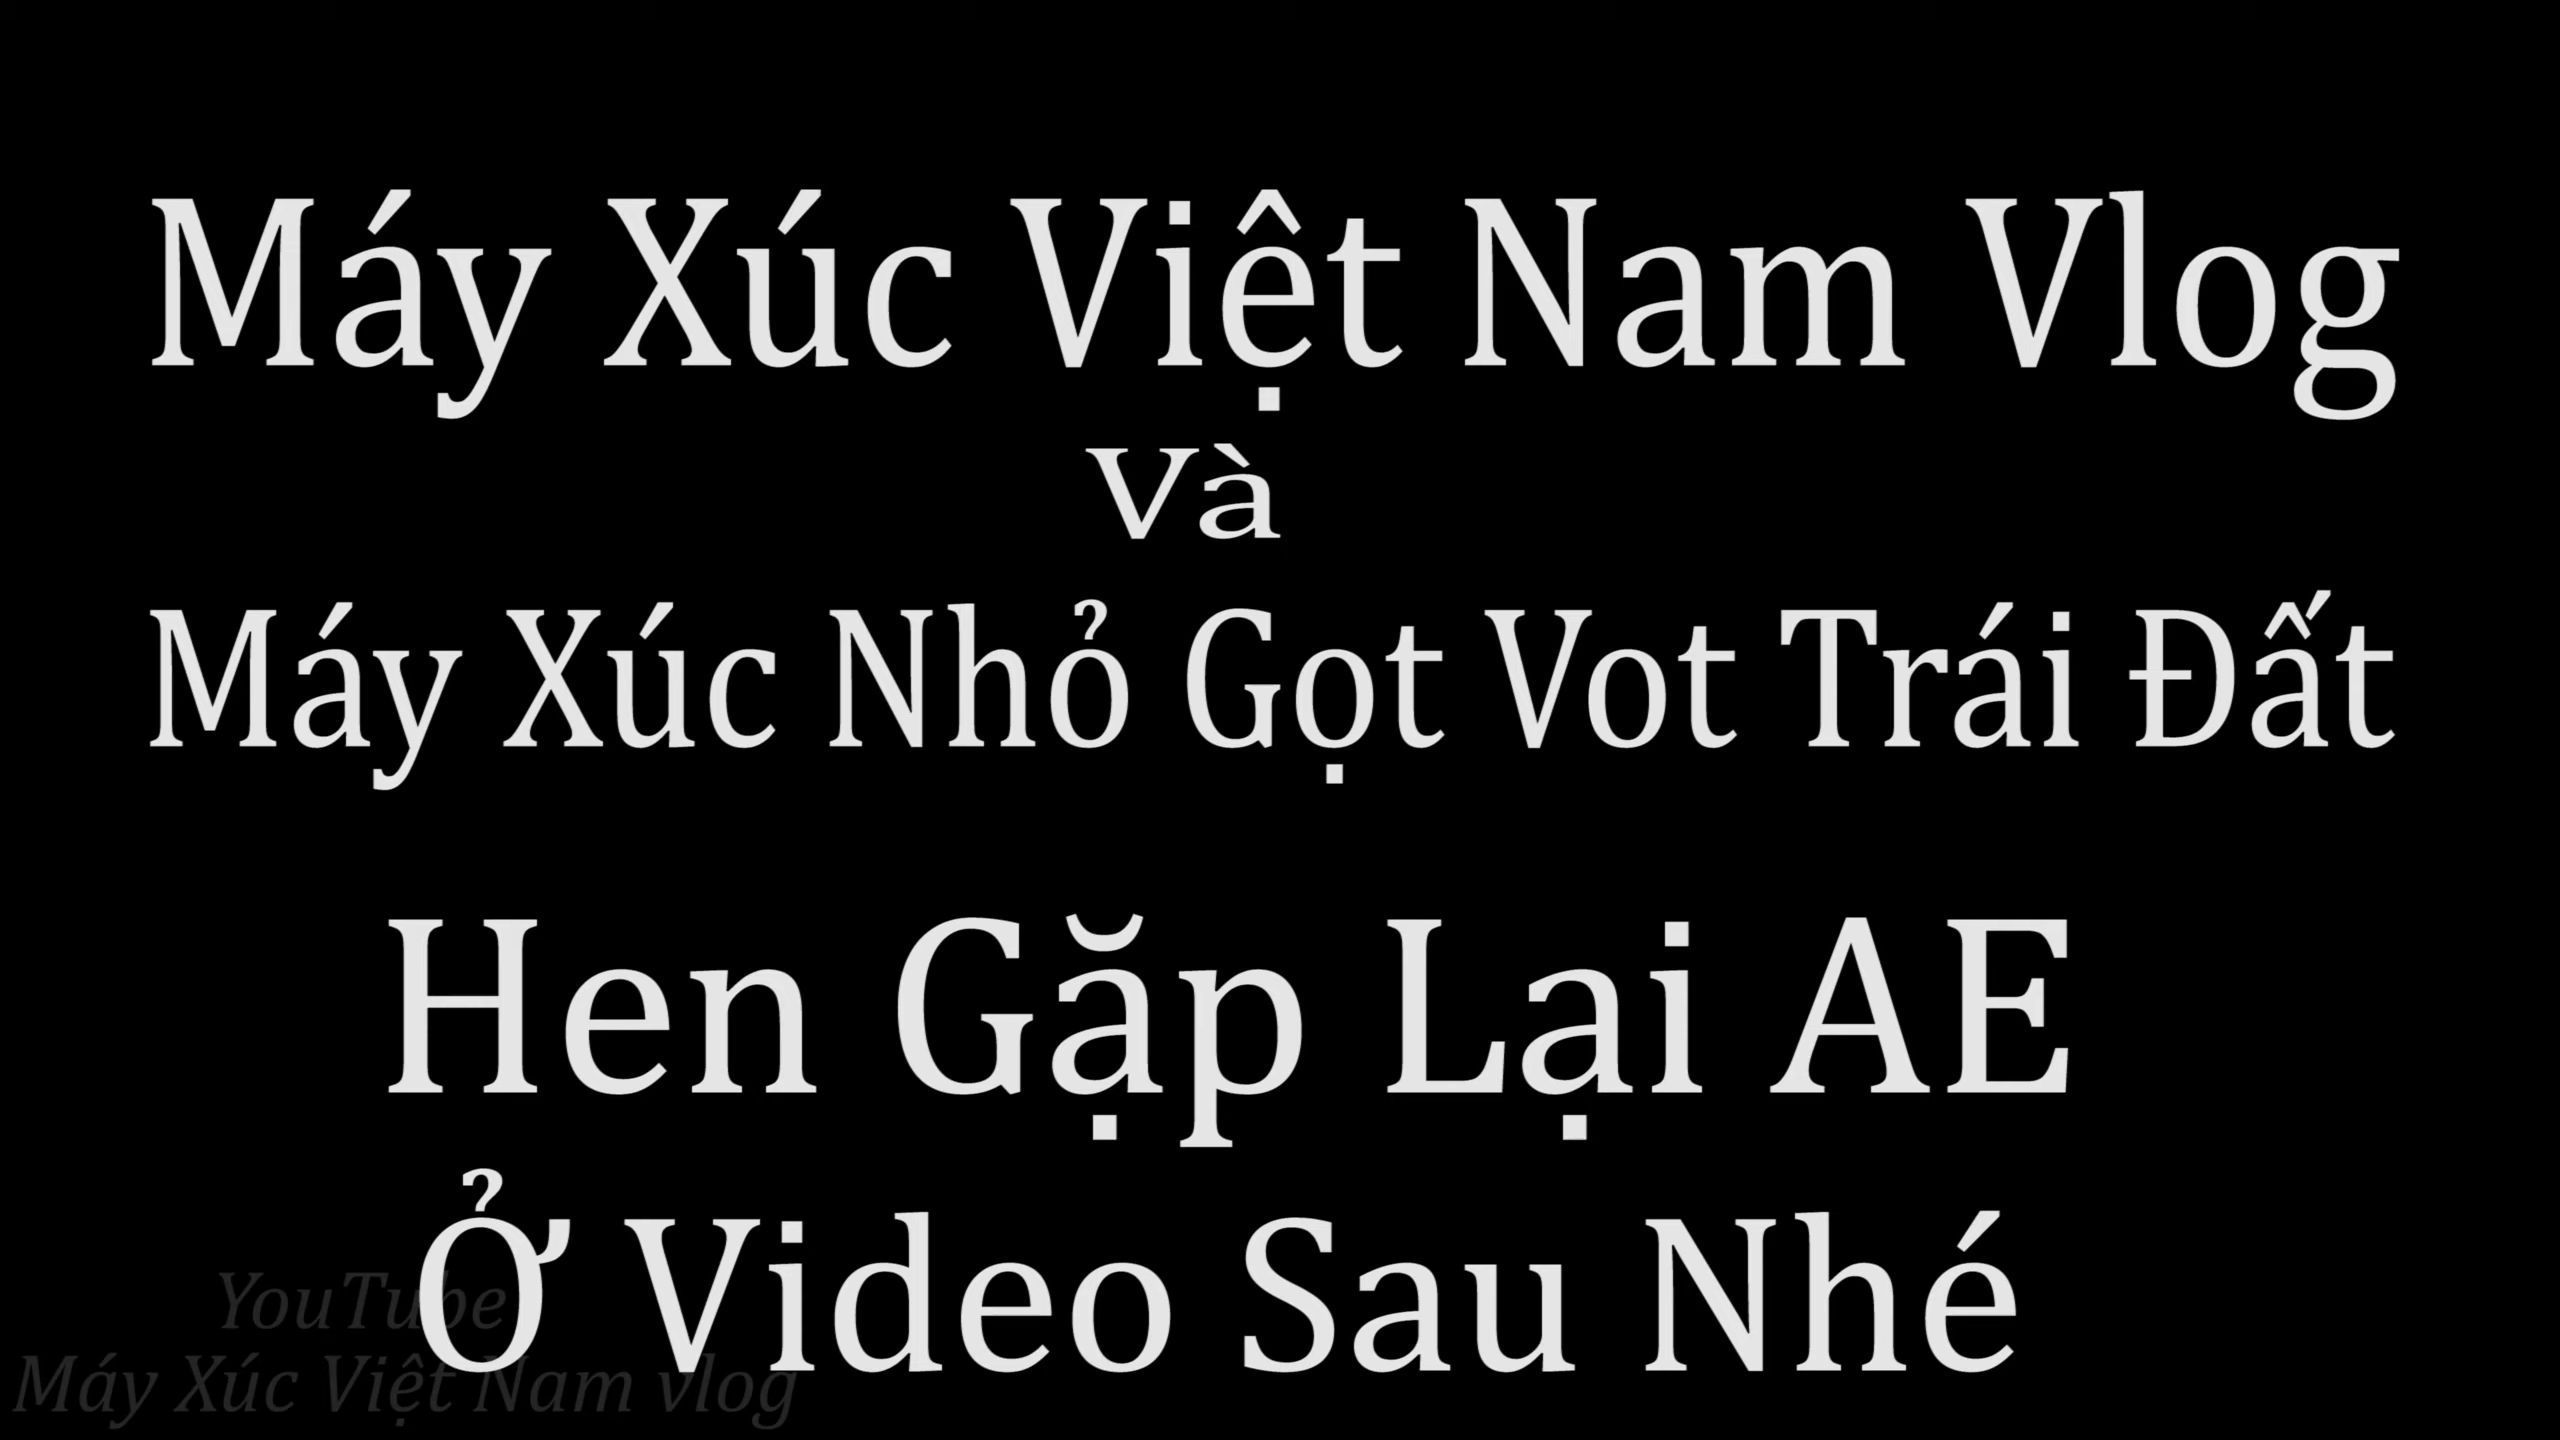 Máy Xúc Việt Nam Vlog
Và
Máy Xúc Nhỏ Gọt Vot Trái Đất
Hen Gặp Lại AE
Ở Video Sau Nhé
YouTube
Máy Xúc Việt Nam vlog